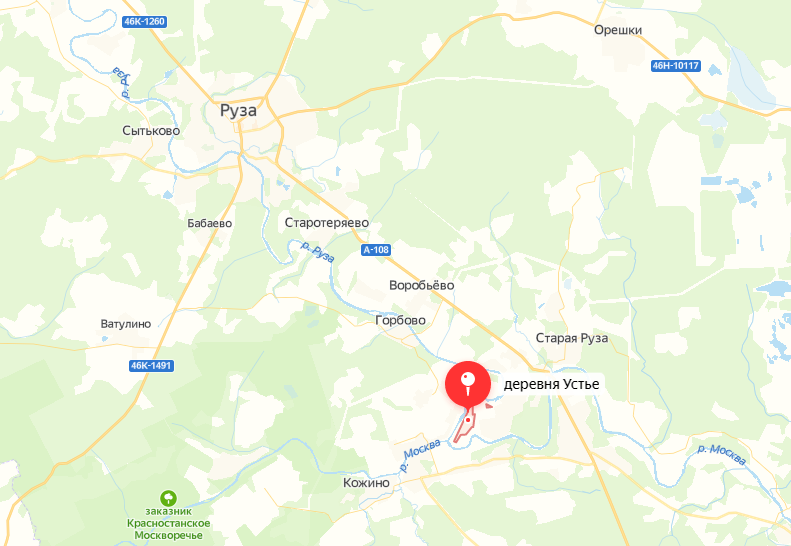 46К-1260
Орешки
46Н-10117
р. Руза
Руза
Сытьково
Бабаево
Старотеряево
А-108
р. Руза
Воробьёво
Ватулино
Горбово
Старая Руза
46К-1491
деревня Устье
р. Москва
р. Москва
Кожино
заказник
Красностанское
Москворечье